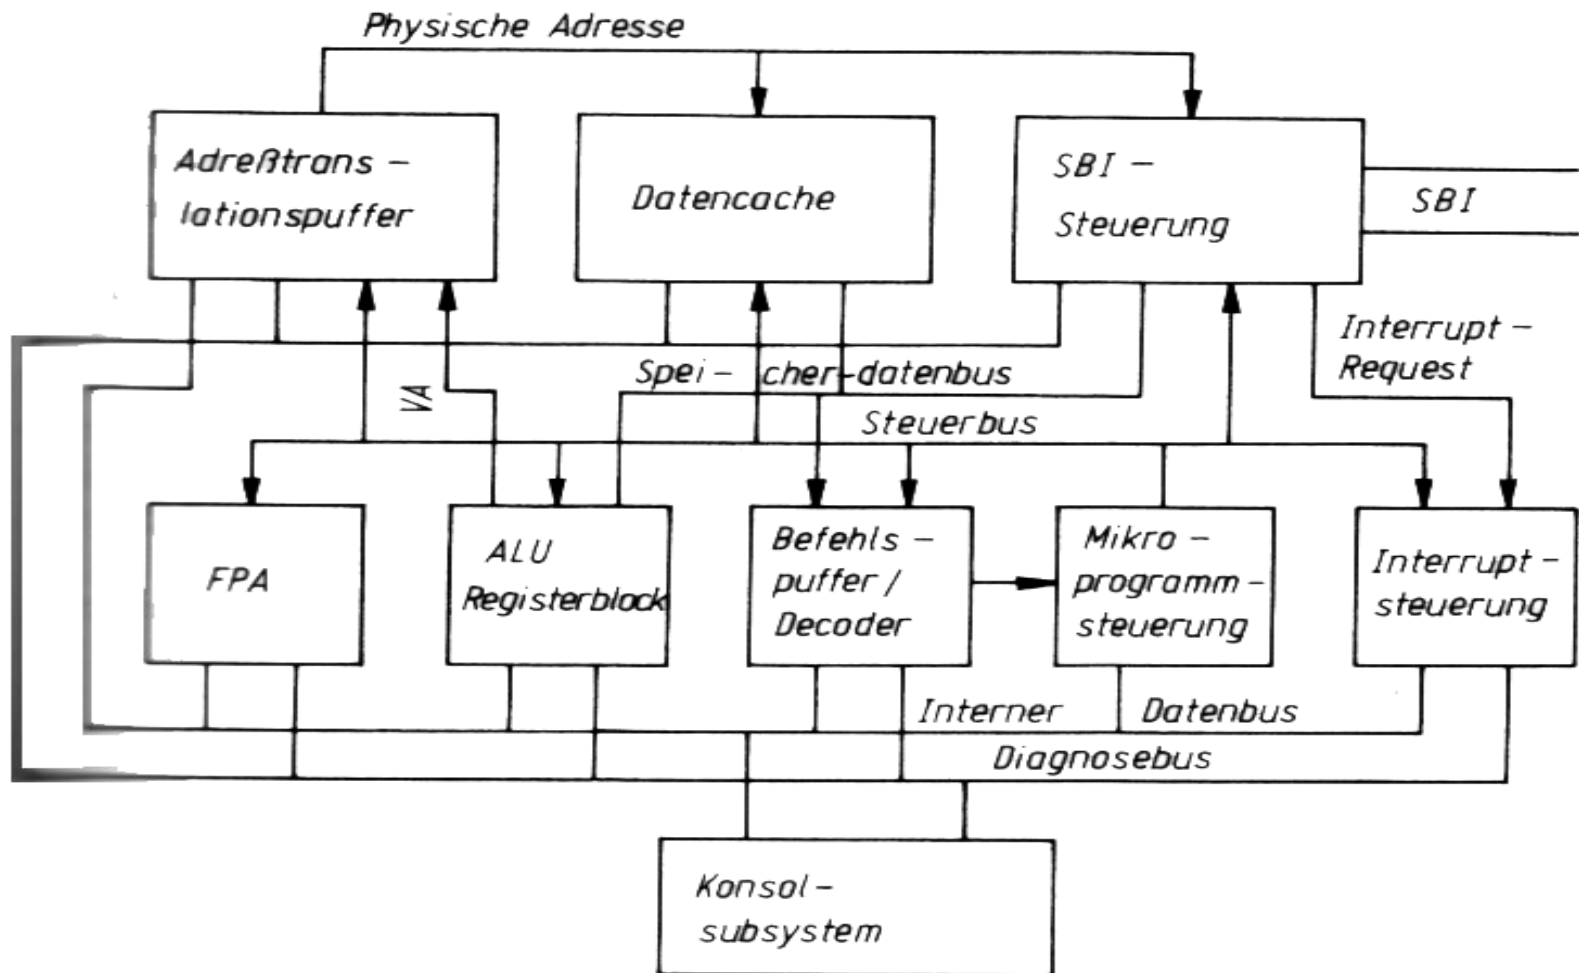 Physische Adresse
Adreßtrans -
lationspuffer
Datencache
SBI -
Steuerung
SBI
Interrupt -
Request
VA
Spei - cher-datenbus
Steuerbus
FPA
ALU
Registerblock
Befehls -
puffer /
Decoder
Mikro -
programm -
steuerung
Interrupt -
steuerung
Interner Datenbus
Diagnosebus
Konsol -
subsystem